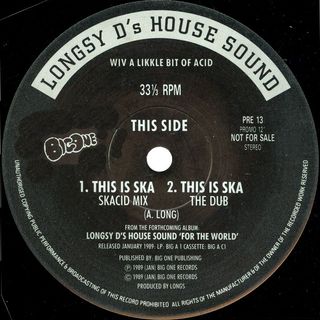 LONGSY D's HOUSE SOUND
WIV A LIKKLE BIT OF ACID
33⅓ RPM
PRE 13
PROMO 12"
NOT FOR SALE
STEREO
THIS SIDE
BIG ONE
1. THIS IS SKA 2. THIS IS SKA
SKACID MIX THE DUB
(A. LONG)
FROM THE FORTHCOMING ALBUM:
LONGSY D'S HOUSE SOUND 'FOR THE WORLD'
RELEASED JANUARY 1989: LP: BIG A 1 CASSETTE: BIG A C1
PUBLISHED BY: BIG ONE PUBLISHING
Ⓟ 1989 (JAN) BIG ONE RECORDS
© 1989 (JAN) BIG ONE RECORDS
PRODUCED BY LONGS
UNAUTHORISED COPYING PUBLIC PERFORMANCE & BROADCASTING OF THIS RECORD PROHIBITED ALL RIGHTS OF THE MANUFACTURER & OF THE OWNER OF THE RECORDED WORK RESERVED